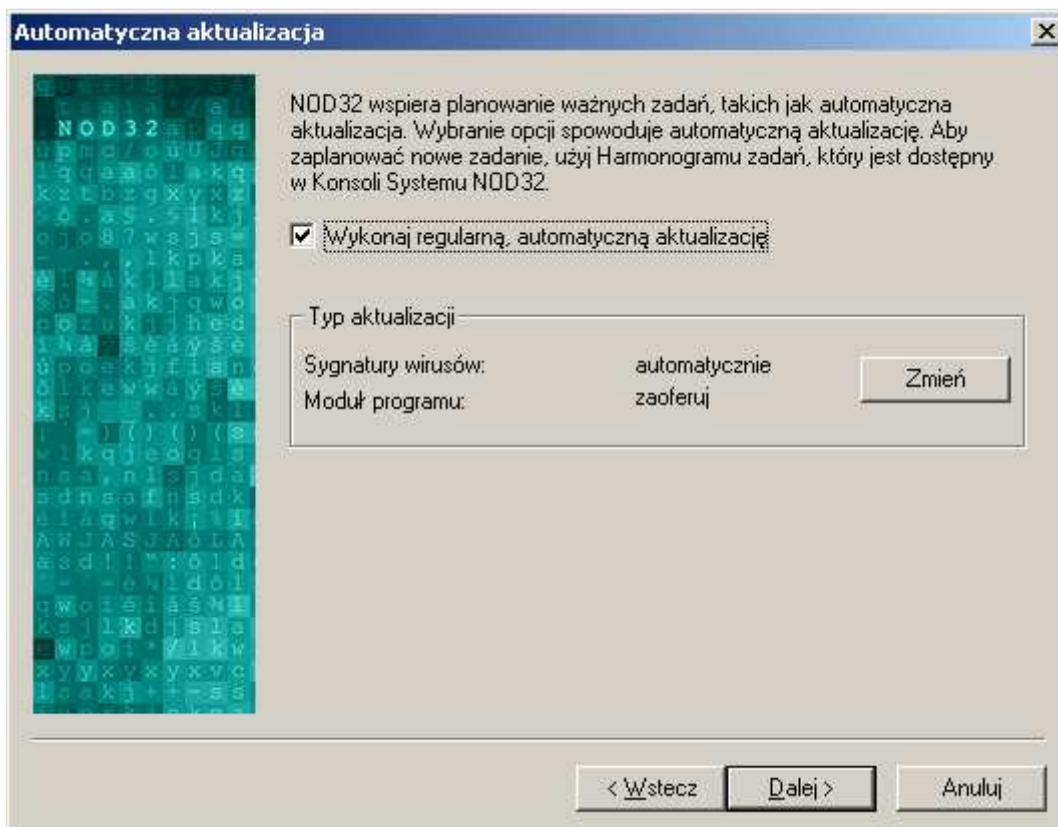 Automatyczna aktualizacja
NOD32
NOD32 wspiera planowanie ważnych zadań, takich jak automatyczna
aktualizacja. Wybranie opcji spowoduje automatyczną aktualizację. Aby
zaplanować nowe zadanie, użyj Harmonogramu zadań, który jest dostępny
w Konsoli Systemu NOD32.
Wykonaj regularną, automatyczną aktualizację
Typ aktualizacji
Sygnatury wirusów: automatycznie
Moduł programu: zaoferuj
Zmień
< Wstecz Dalej > Anuluj